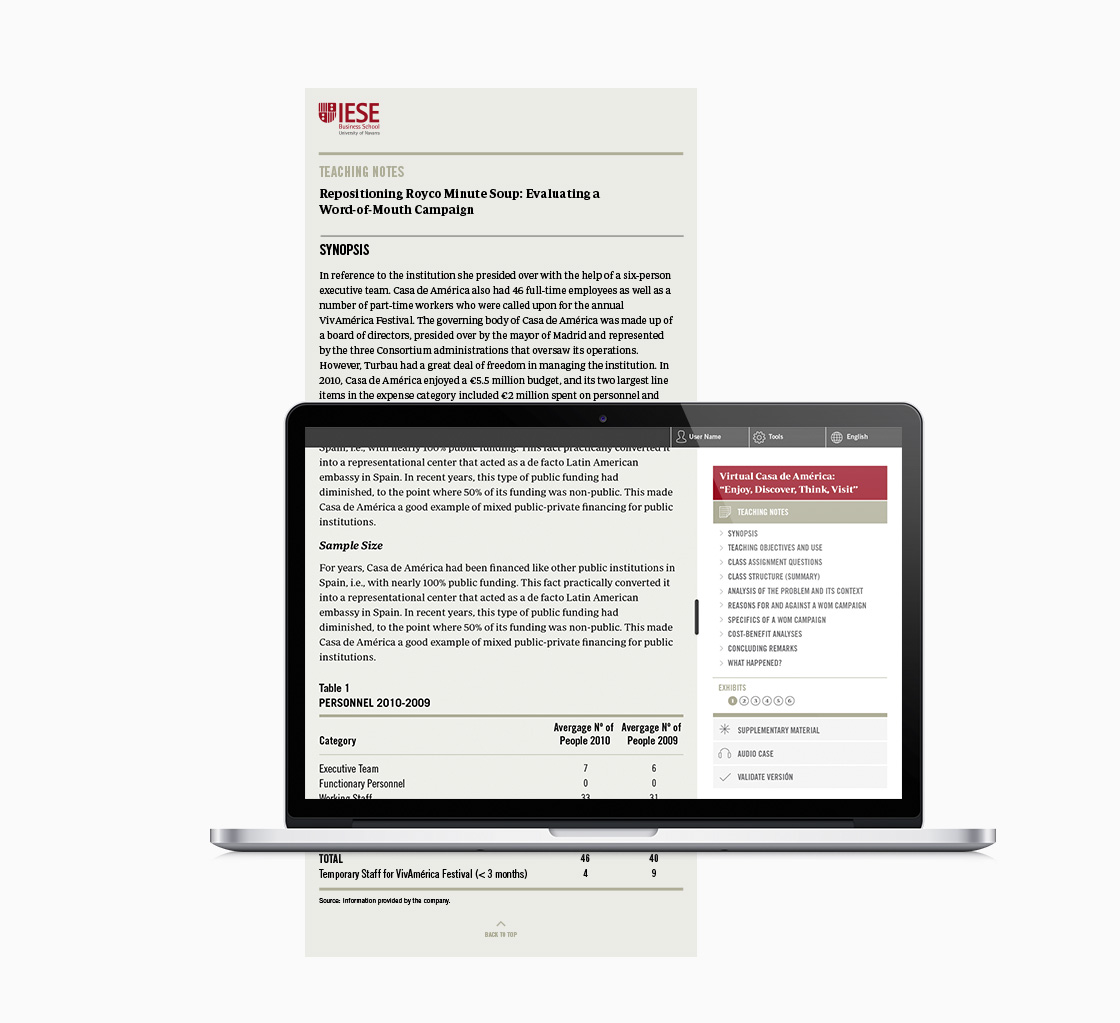 IESE
Business School
University of Navarra
TEACHING NOTES
Repositioning Royco Minute Soup: Evaluating a
Word-of-Mouth Campaign
SYNOPSIS
In reference to the institution she presided over with the help of a six-person
executive team. Casa de América also had 46 full-time employees as well as a
number of part-time workers who were called upon for the annual
VivAmérica Festival. The governing body of Casa de América was made up of
a board of directors, presided over by the mayor of Madrid and represented
by the three Consortium administrations that oversaw its operations.
However, Turbau had a great deal of freedom in managing the institution. In
2010, Casa de América enjoyed a €5.5 million budget, and its two largest line
items in the expense category included €2 million spent on personnel and
User Name
Tools
English
Spain, i.e., with nearly 100% public funding. This fact practically converted it
into a representational center that acted as a de facto Latin American
embassy in Spain. In recent years, this type of public funding had
diminished, to the point where 50% of its funding was non-public. This made
Casa de América a good example of mixed public-private financing for public
institutions.
Sample Size
For years, Casa de América had been financed like other public institutions in
Spain, i.e., with nearly 100% public funding. This fact practically converted it
into a representational center that acted as a de facto Latin American
embassy in Spain. In recent years, this type of public funding had
diminished, to the point where 50% of its funding was non-public. This made
Casa de América a good example of mixed public-private financing for public
institutions.
Table 1
PERSONNEL 2010-2009
Category Avergage Nº of Avergage Nº of
People 2010 People 2009
Executive Team 7 6
Functionary Personnel 0 0
Working Staff 33 31
Virtual Casa de América:
“Enjoy, Discover, Think, Visit”
TEACHING NOTES
SYNOPSIS
TEACHING OBJECTIVES AND USE
CLASS ASSIGNMENT QUESTIONS
CLASS STRUCTURE (SUMMARY)
ANALYSIS OF THE PROBLEM AND ITS CONTEXT
REASONS FOR AND AGAINST A WOM CAMPAIGN
SPECIFICS OF A WOM CAMPAIGN
COST-BENEFIT ANALYSES
CONCLUDING REMARKS
WHAT HAPPENED?
EXHIBITS
1 2 3 4 5 6
SUPPLEMENTARY MATERIAL
AUDIO CASE
VALIDATE VERSIÓN
TOTAL 46 40
Temporary Staff for VivAmérica Festival (< 3 months) 4 9
Source: Information provided by the company.
BACK TO TOP